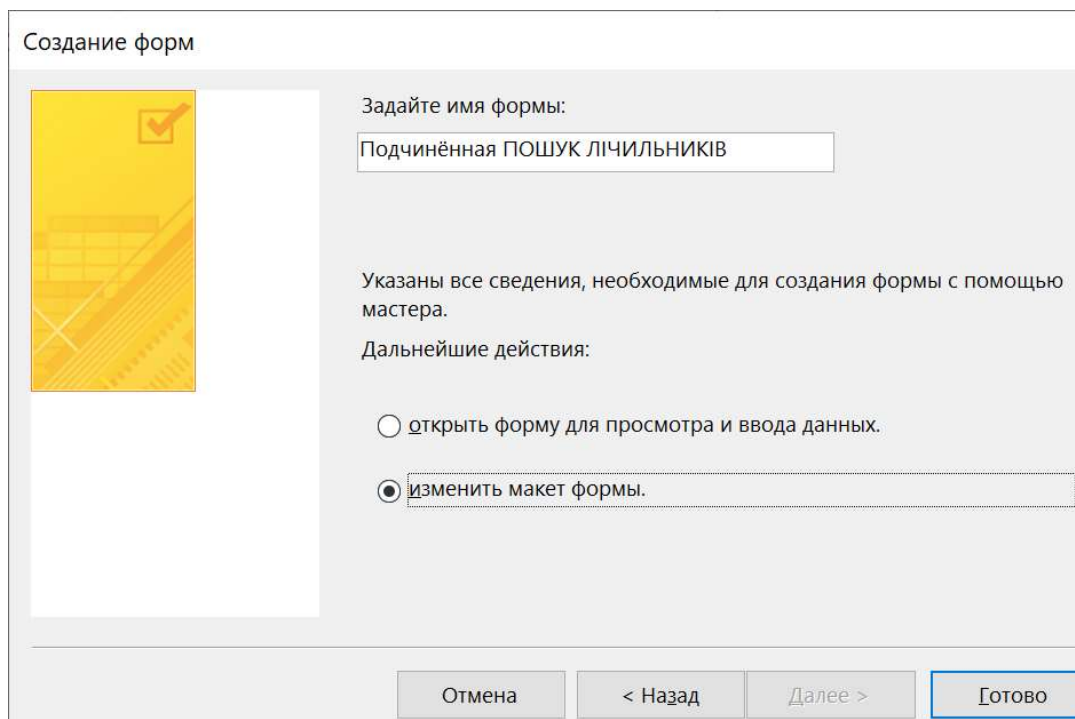 Создание форм
Задайте имя формы:
Подчинённая ПОШУК ЛІЧИЛЬНИКІВ
Указаны все сведения, необходимые для создания формы с помощью
мастера.
Дальнейшие действия:
открыть форму для просмотра и ввода данных.
изменить макет формы.
Отмена
< Назад
Далее >
Готово